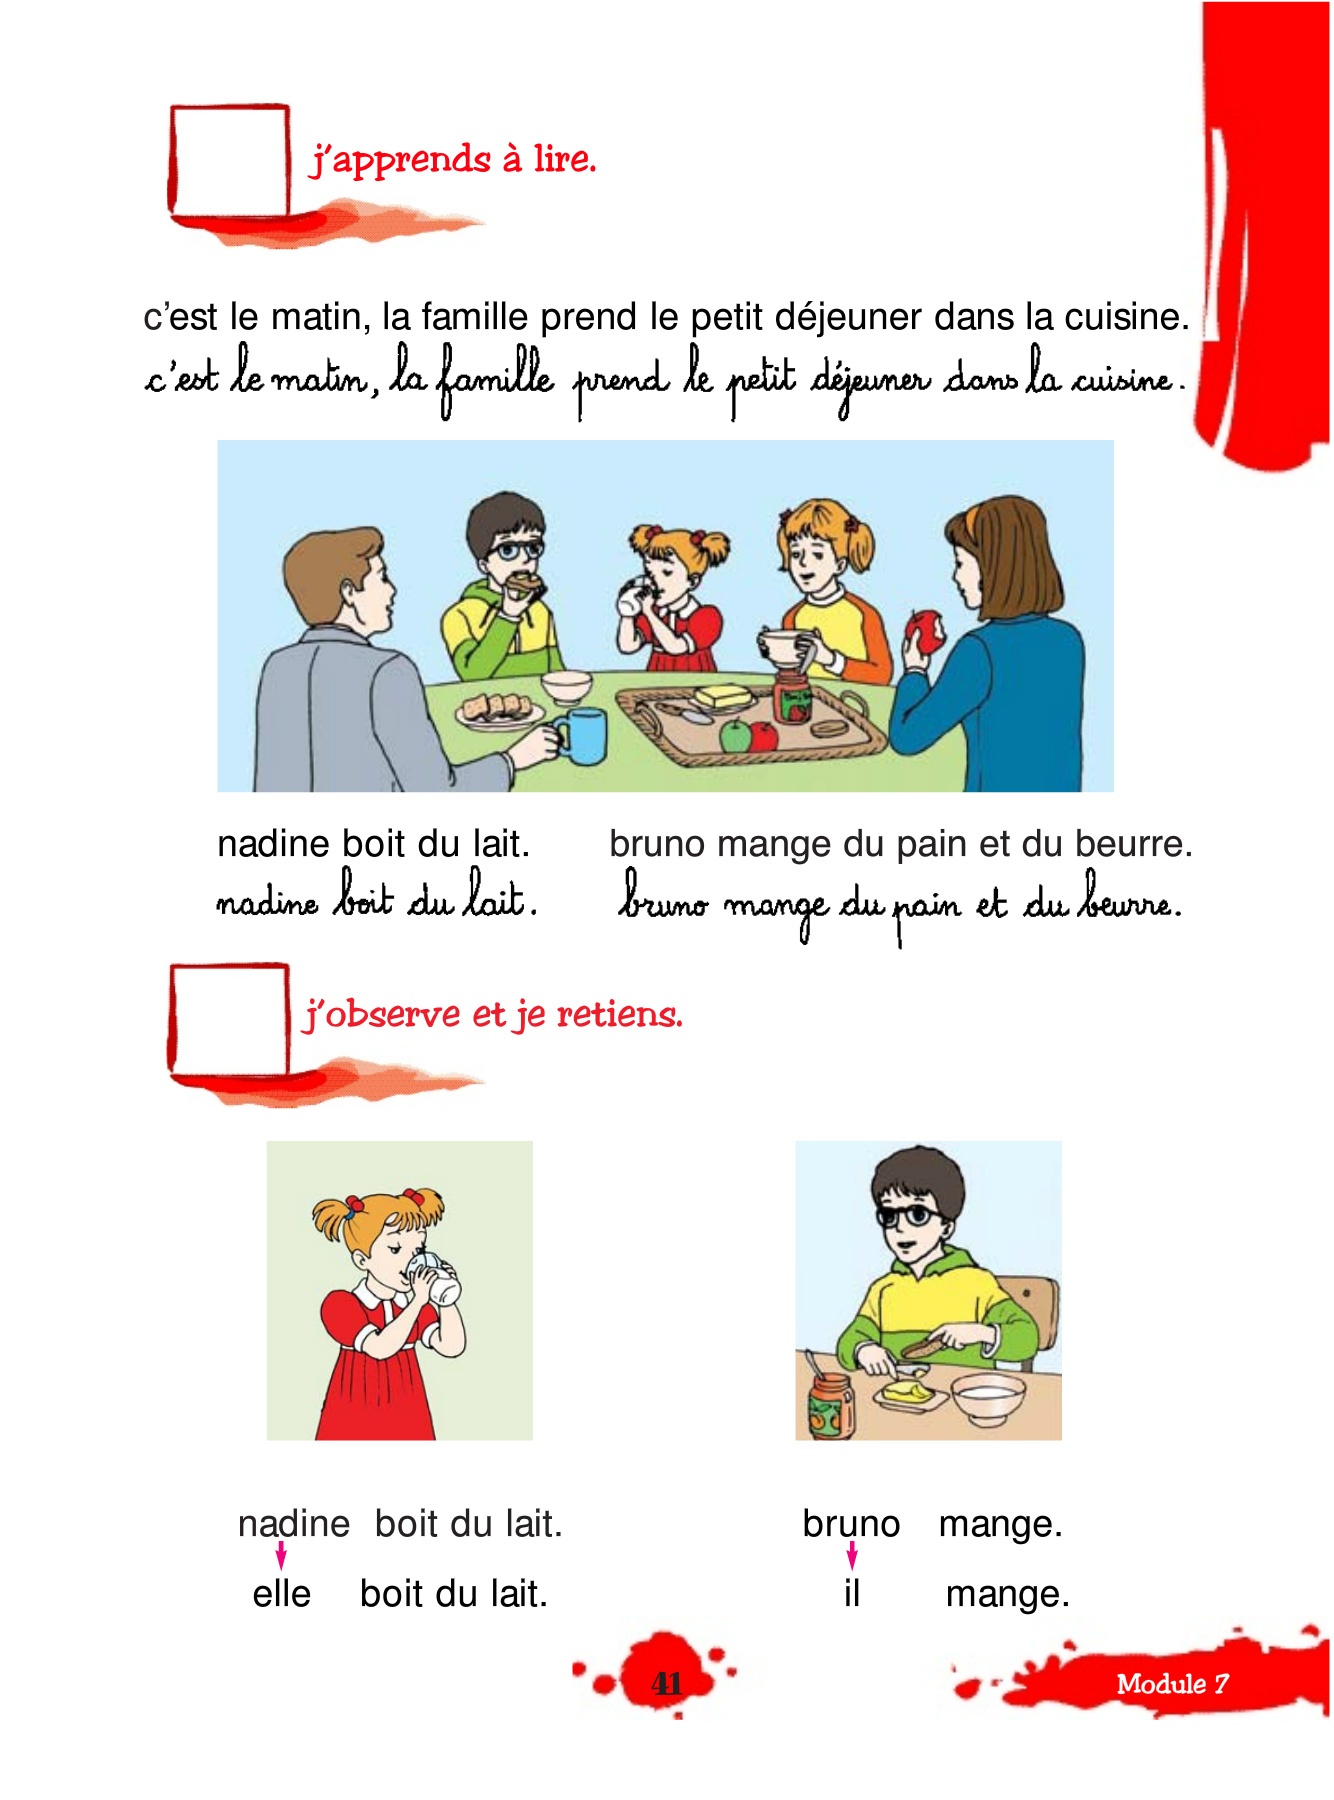 j'apprends à lire.
c'est le matin, la famille prend le petit déjeuner dans la cuisine.
c'est le matin, la famille prend le petit déjeuner dans la cuisine.
nadine boit du lait. bruno mange du pain et du beurre.
nadine boit du lait. bruno mange du pain et du beurre.
j'observe et je retiens.
nadine boit du lait. bruno mange.
elle boit du lait. il mange.
41
Module 7